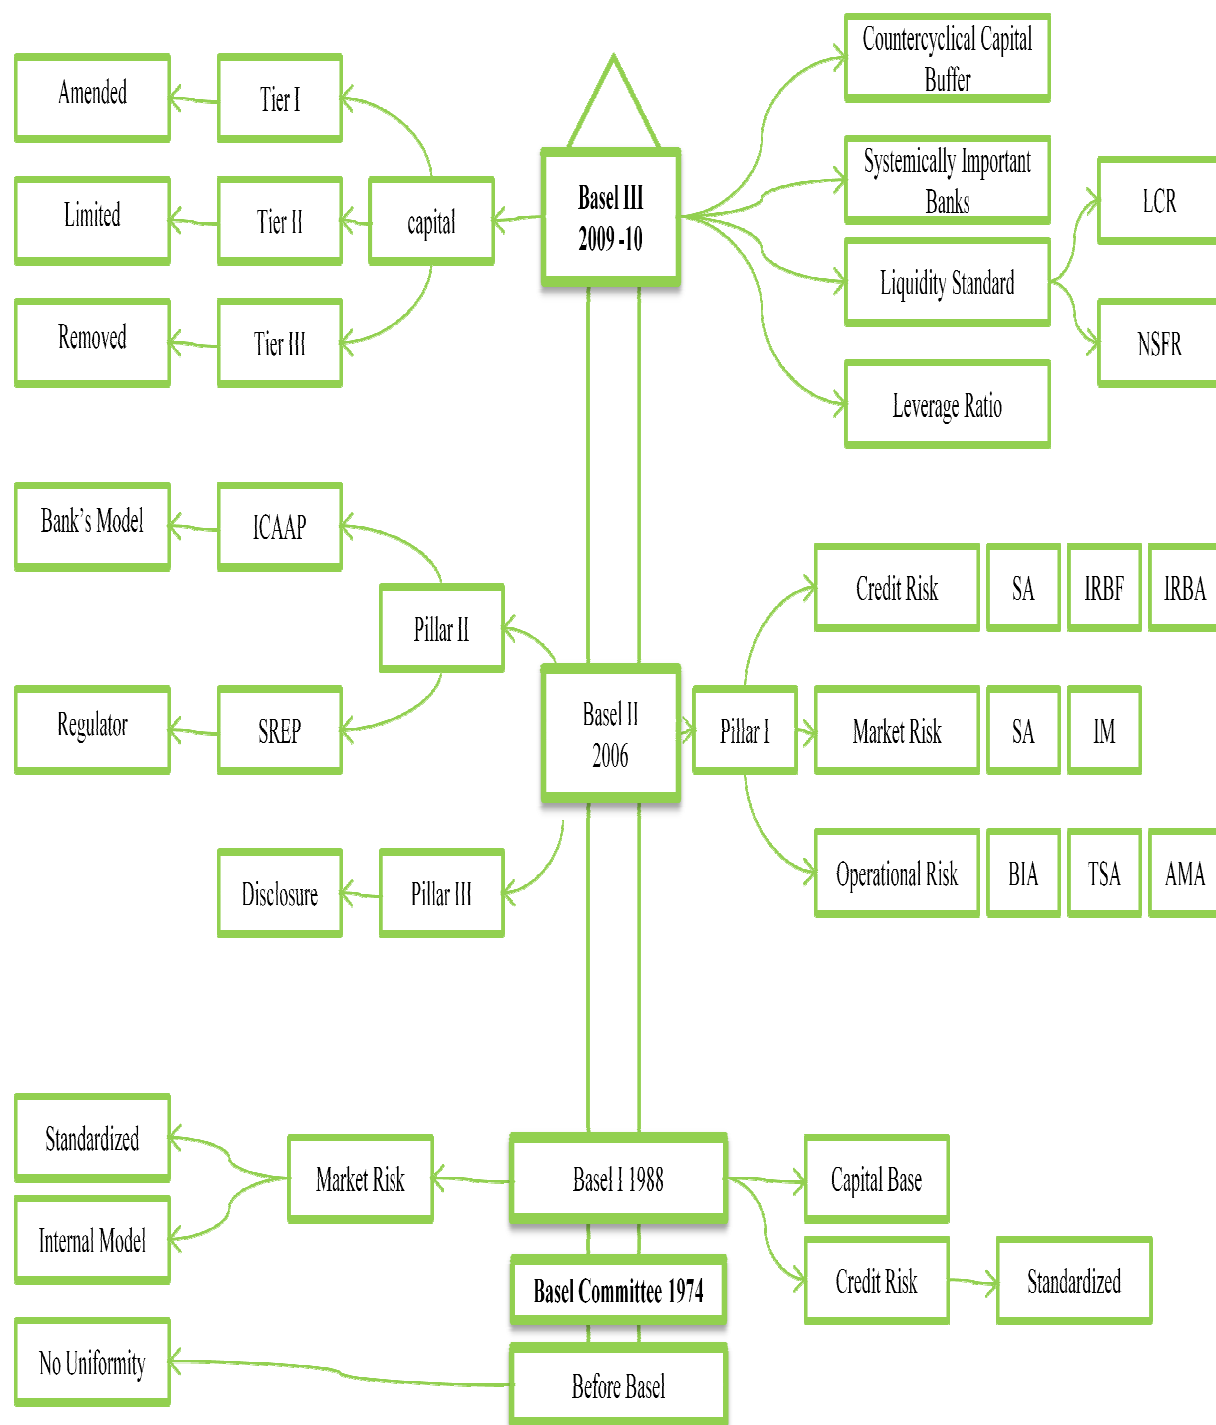 Countercyclical Capital
Buffer
Amended
Tier I
Systemically Important
Banks
Basel III
2009 -10
LCR
Limited
Tier II
capital
Liquidity Standard
Removed
Tier III
NSFR
Leverage Ratio
Bank's Model
ICAAP
Credit Risk
SA
IRBF
IRBA
Pillar II
Regulator
SREP
Basel II
2006
Pillar I
Market Risk
SA
IM
Disclosure
Pillar III
Operational Risk
BIA
TSA
AMA
Standardized
Market Risk
Basel I 1988
Capital Base
Internal Model
Credit Risk
Standardized
Basel Committee 1974
No Uniformity
Before Basel